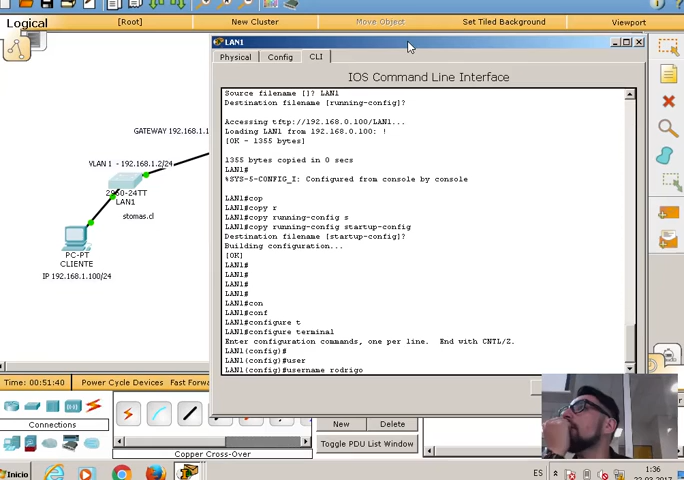 Logical
[Root]
New Cluster
Move Object
Set Tiled Background
Viewport
LAN1
Physical
Config
CLI
IOS Command Line Interface
Source filename []? LAN1
Destination filename [running-config]?
Accessing tftp://192.168.0.100/LAN1...
Loading LAN1 from 192.168.0.100: !
[OK - 1355 bytes]
1355 bytes copied in 0 secs
LAN1#
%SYS-5-CONFIG_I: Configured from console by console
LAN1#cop
LAN1#copy r
LAN1#copy running-config s
LAN1#copy running-config startup-config
Destination filename [startup-config]?
Building configuration...
[OK]
LAN1#
LAN1#
LAN1#
LAN1#
LAN1#con
LAN1#conf
LAN1#configure t
LAN1#configure terminal
Enter configuration commands, one per line.  End with CNTL/Z.
LAN1(config)#
LAN1(config)#user
LAN1(config)#username rodrigo
GATEWAY 192.168.1.
VLAN 1 - 192.168.1.2/24
2950-24TT
LAN1
stomas.cl
PC-PT
CLIENTE
IP 192.168.1.100/24
Time: 00:51:40
Power Cycle Devices
Fast Forw
Connections
Copper Cross-Over
New
Delete
Toggle PDU List Window
Inicio
ES
1:36
22-03-2017